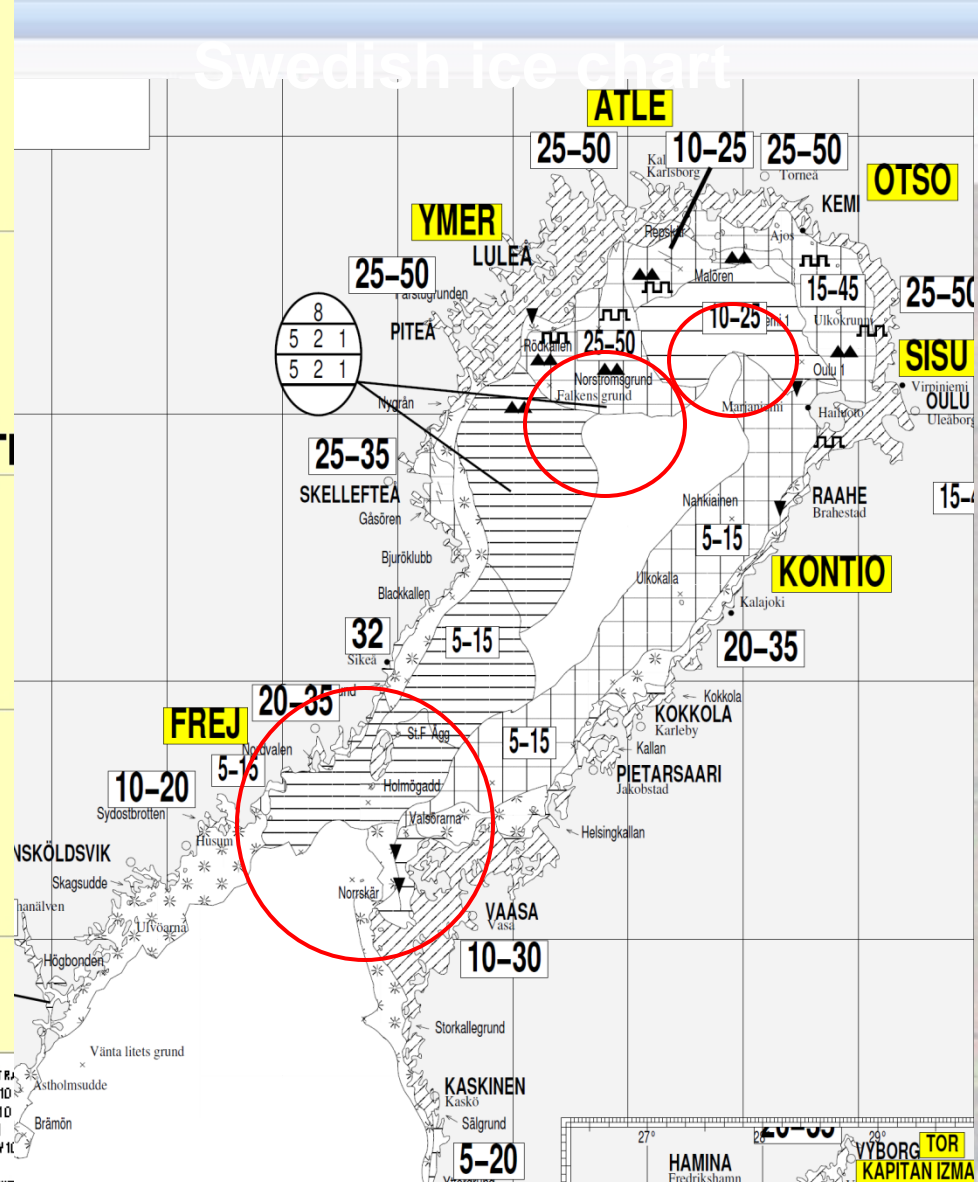 Swedish ice chart
ATLE
25–50
10–25
25–50
Karlsborg
Torneå
OTSO
KEMI
YMER
LULEÅ
Repskär
Ajos
25–50
Malören
15–45
25–50
Farstugrunden
10–25
Ulkokrunni
8
5 2 1
5 2 1
PITEÅ
Rödkallen
25–50
SISU
Oulu 1
Norströmsgrund
Falkens grund
Virpiniemi
OULU
Nygrån
Marjaniemi
Hailuoto
Uleåborg
25–35
SKELLEFTEÅ
Gåsören
Nahkiainen
RAAHE
Brahestad
5–15
Bjuröklubb
Ulkokalla
KONTIO
Blackkallen
Kalajoki
32
Sikeå
5–15
20–35
20–35
Kokkola
FREJ
KOKKOLA
Karleby
St.F Ägg
5–15
Nordvalen
Kallan
5–15
10–20
PIETARSAARI
Jakobstad
Holmögadd
Sydostbrotten
Valsörarna
Helsingkallan
Husum
NSKÖLDSVIK
Skagsudde
Norrskär
VAASA
Vasa
Ulvöarna
10–30
Högbonden
Storkallegrund
Vänta litets grund
Åstholmsudde
KASKINEN
Kaskö
Brämön
Sälgrund
5–20
27°
28°
29°
VYBORG
TOR
HAMINA
Fredrikshamn
KAPITAN IZMA